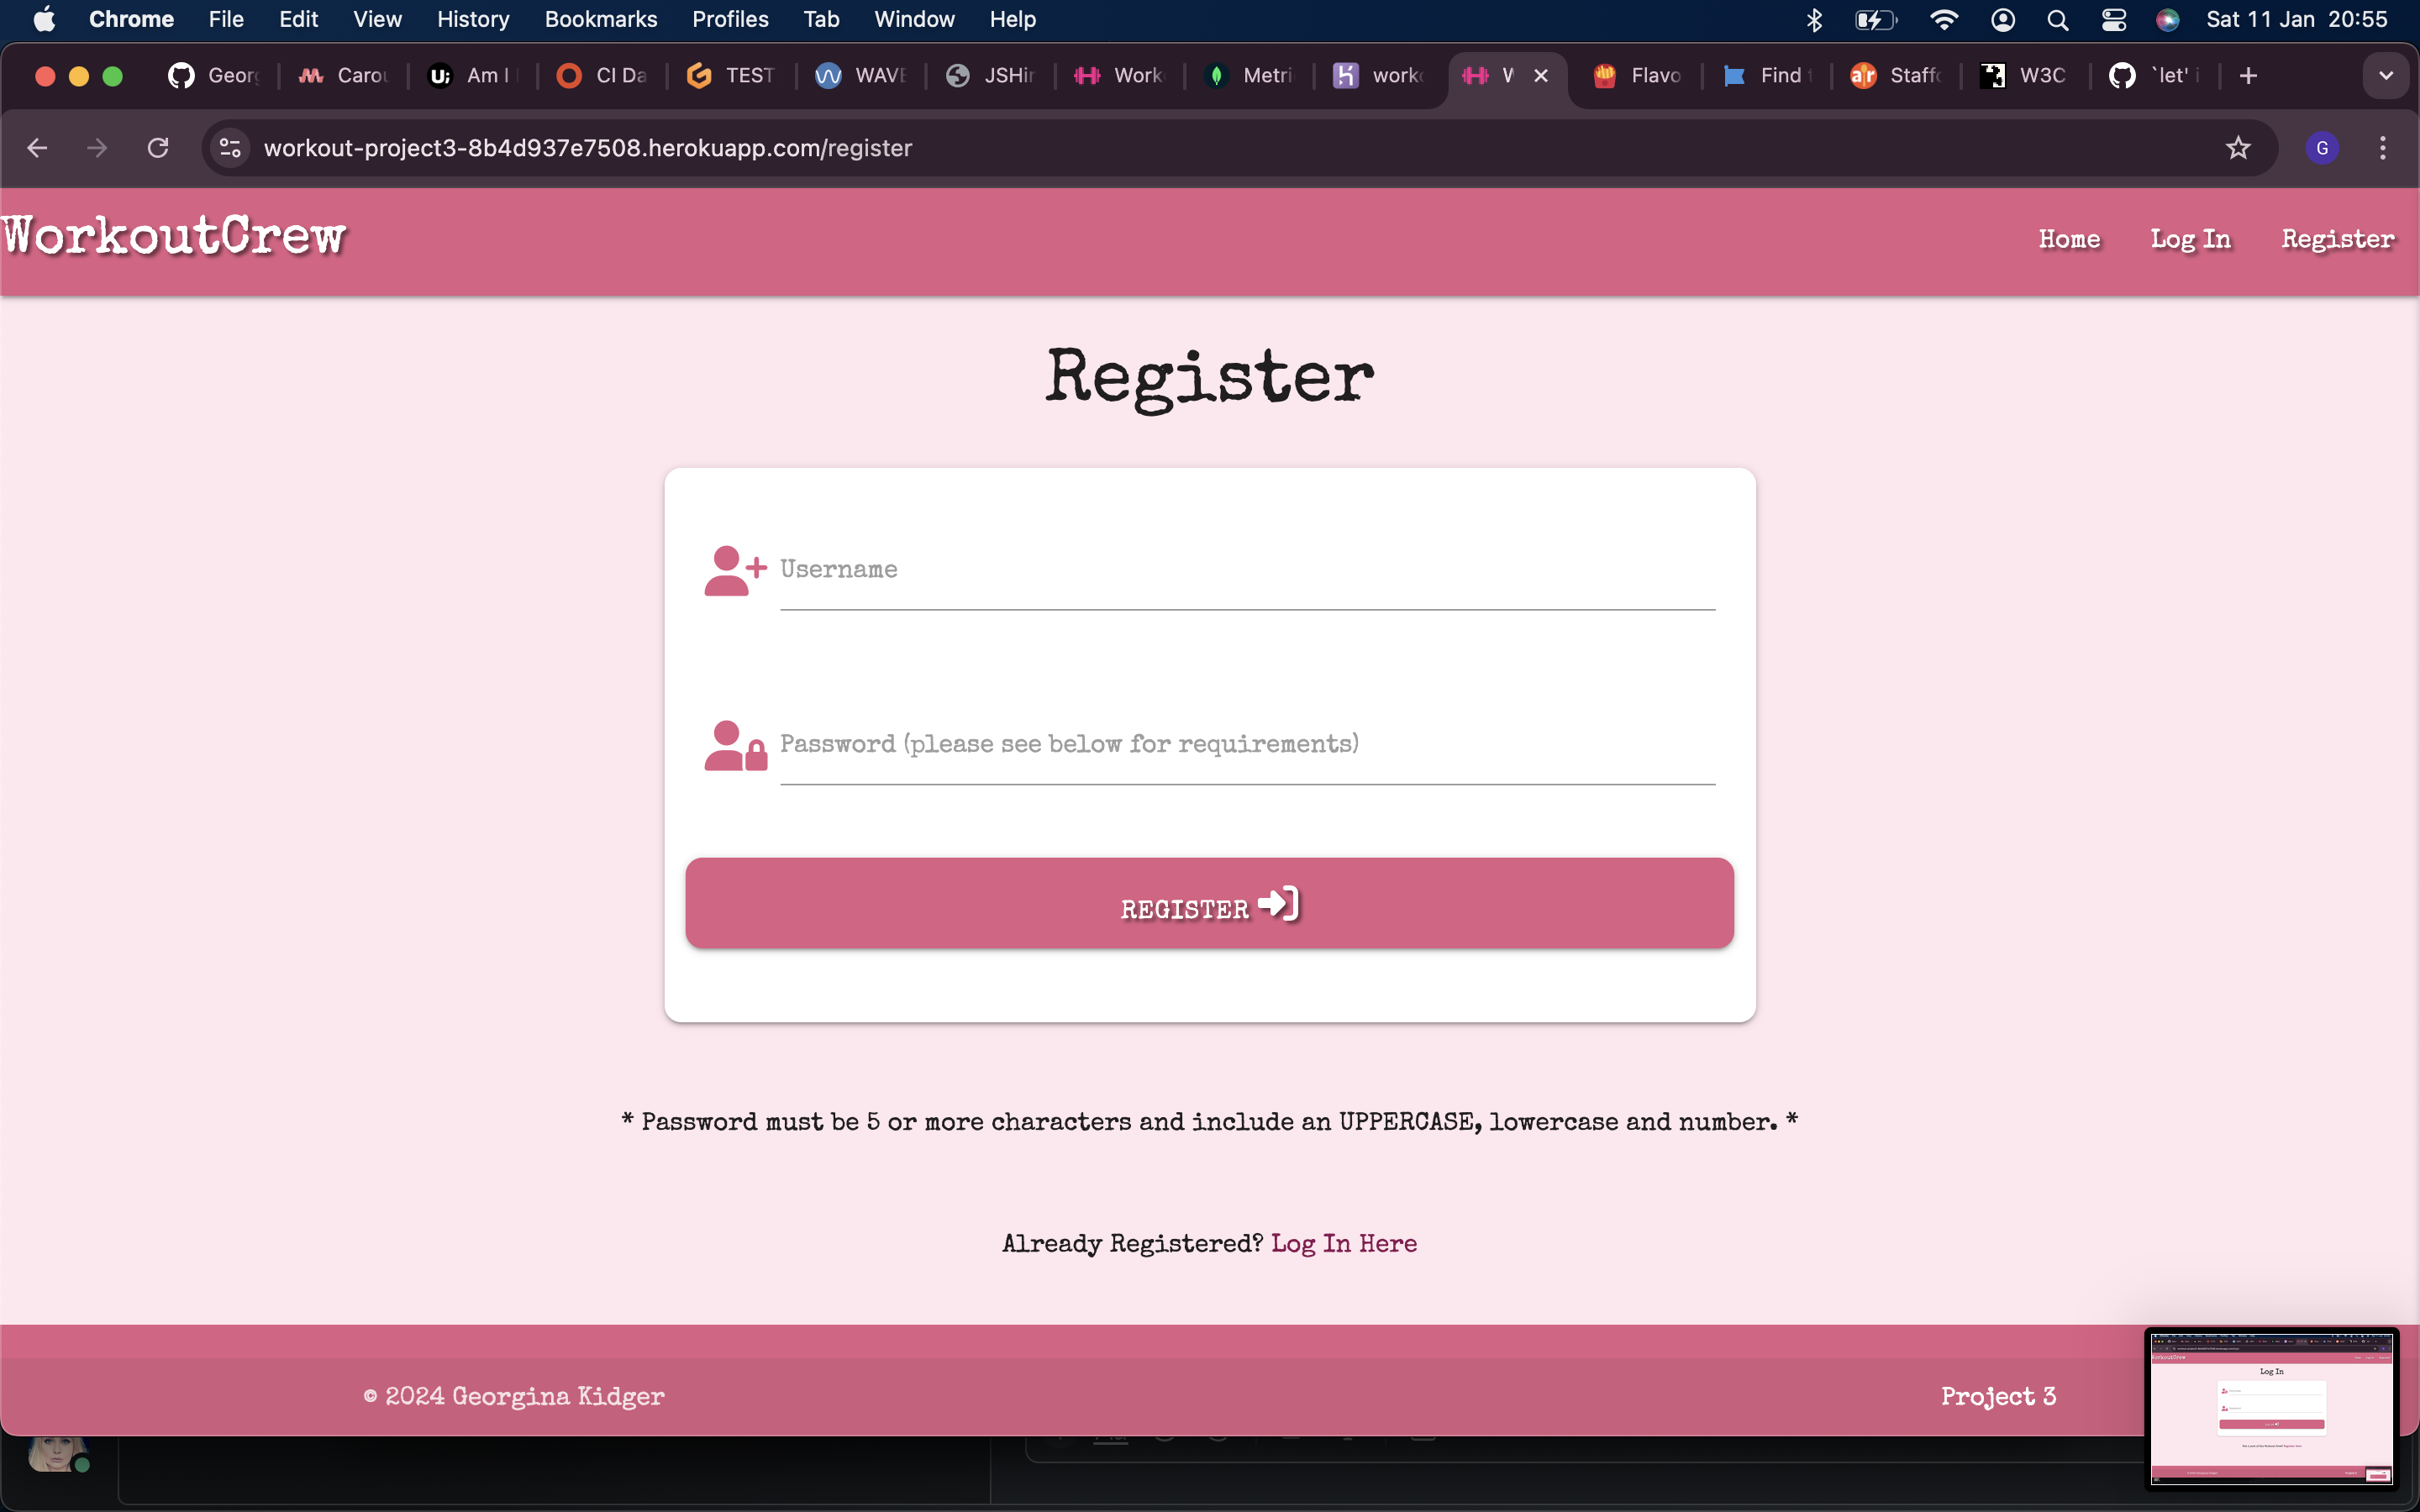 Chrome File Edit View History Bookmarks Profiles Tab Window Help Sat 11 Jan 20:55
Georg Carou Am I CI Da TEST WAVE JSHin Work Metri work W Flavo Find Staffo W3C `let' i
workout-project3-8b4d937e7508.herokuapp.com/register G
WorkoutCrew Home Log In Register
Register
Username
Password (please see below for requirements)
REGISTER
* Password must be 5 or more characters and include an UPPERCASE, lowercase and number. *
Already Registered? Log In Here
© 2024 Georgina Kidger Project 3
Log In